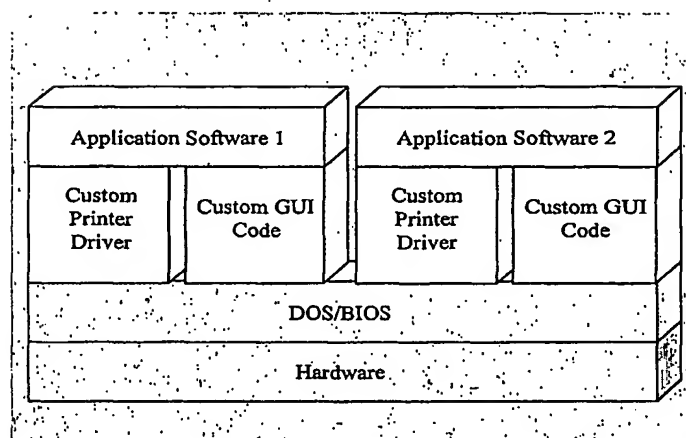 Application Software 1
Application Software 2
Custom
Printer
Driver
Custom GUI
Code
Custom
Printer
Driver
Custom GUI
Code
DOS/BIOS
Hardware